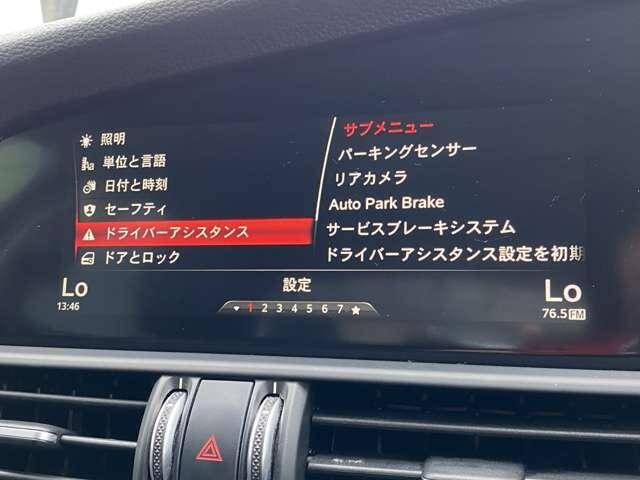 照明
単位と言語
日付と時刻
セーフティ
ドライバーアシスタンス
ドアとロック
サブメニュー
パーキングセンサー
リアカメラ
Auto Park Brake
サービスブレーキシステム
ドライバーアシスタンス設定を初期
Lo
設定
Lo
13:46
1 2 3 4 5 6 7 ★
76.5 FM